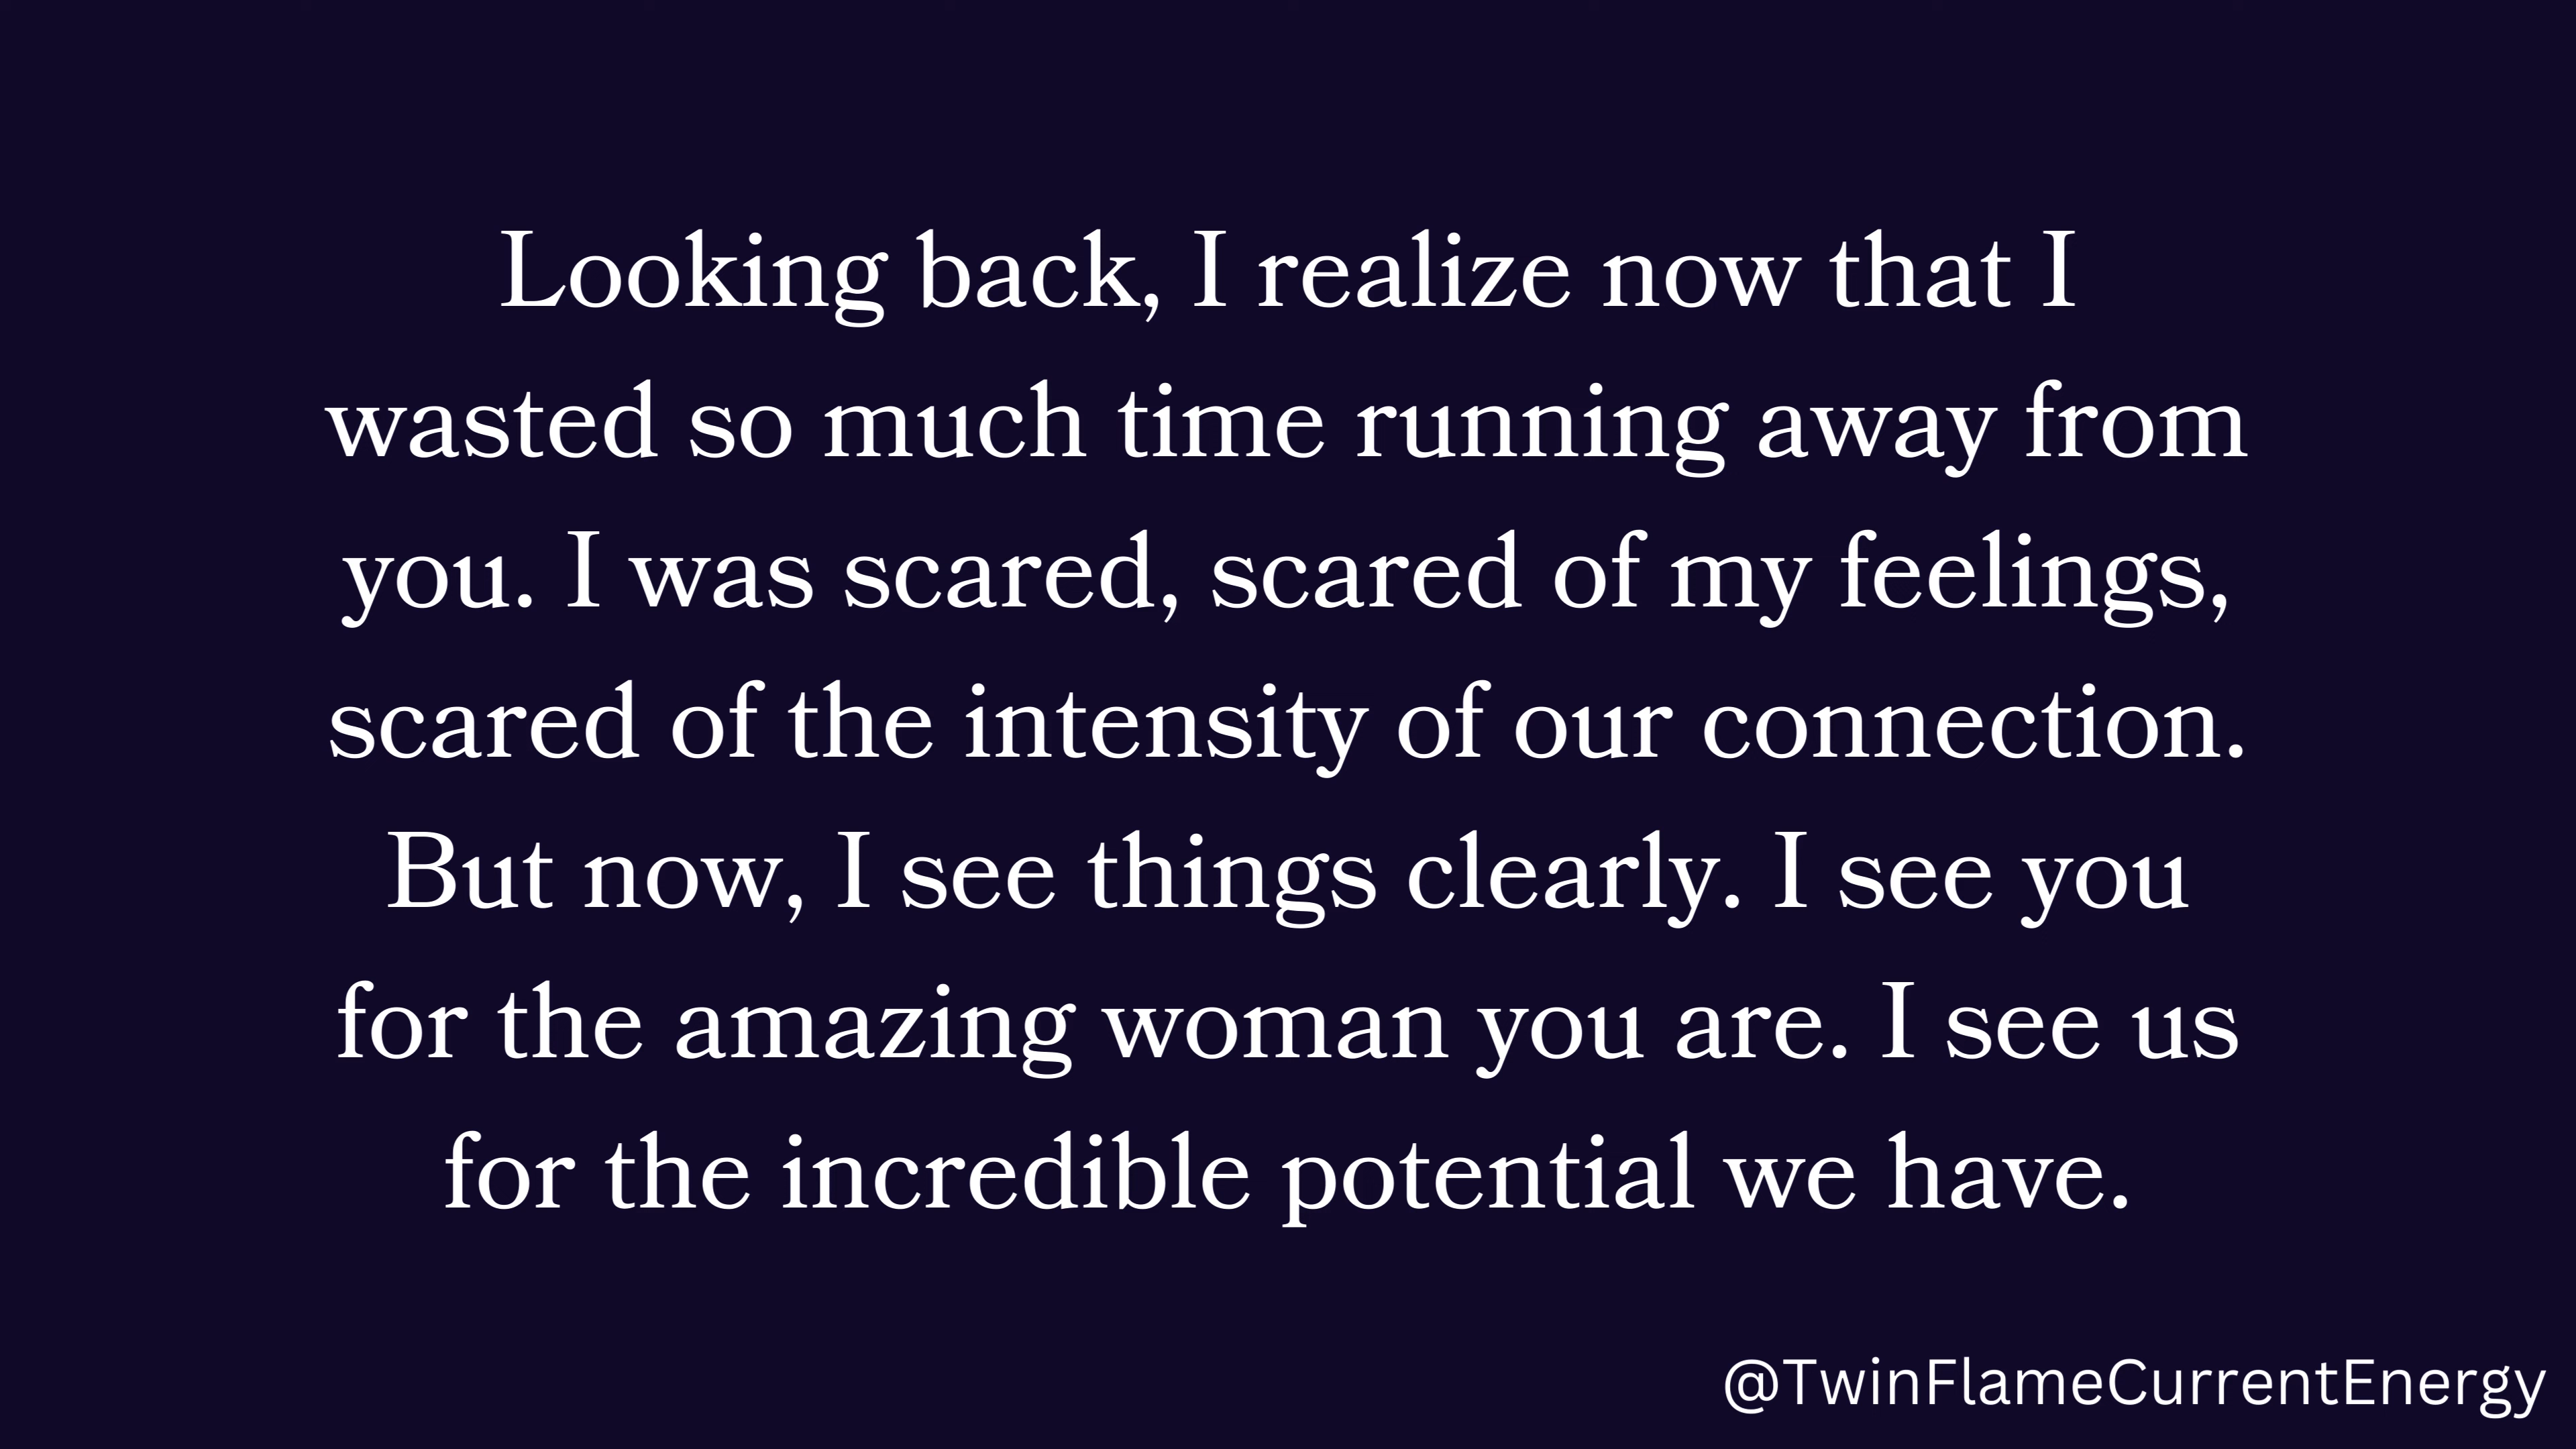 Looking back, I realize now that I
wasted so much time running away from
you. I was scared, scared of my feelings,
scared of the intensity of our connection.
But now, I see things clearly. I see you
for the amazing woman you are. I see us
for the incredible potential we have.
@TwinFlameCurrentEnergy